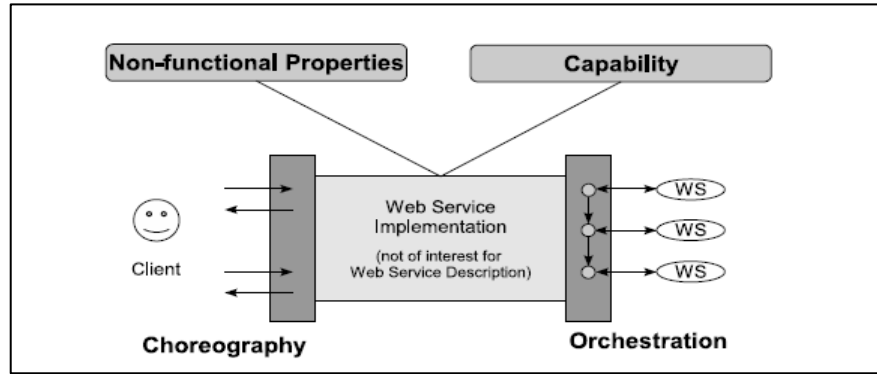 Non-functional Properties
Capability
Web Service
Implementation
(not of interest for
Web Service Description)
Client
WS
WS
WS
Choreography
Orchestration